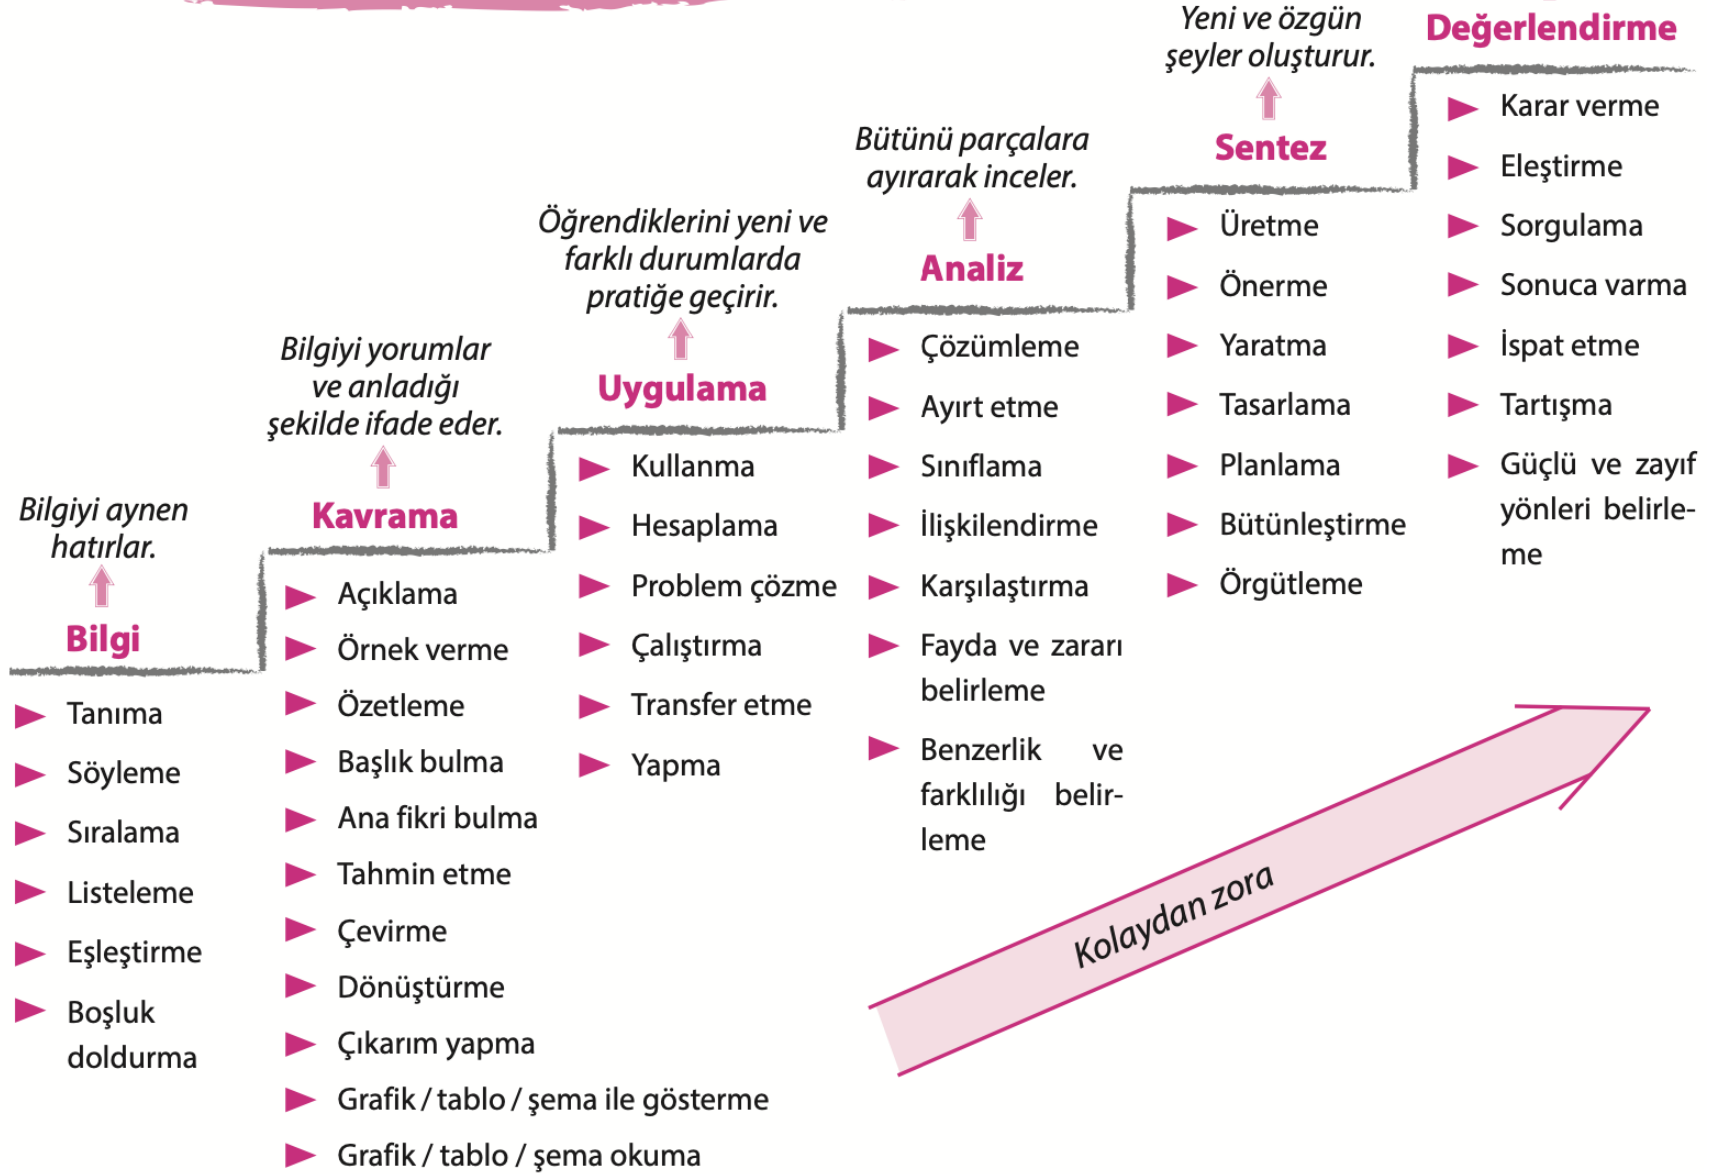 Bilgiyi aynen
hatırlar.
Bilgi
Tanıma
Söyleme
Sıralama
Listeleme
Eşleştirme
Boşluk
doldurma
Bilgiyi yorumlar
ve anladığı
şekilde ifade eder.
Kavrama
Açıklama
Örnek verme
Özetleme
Başlık bulma
Ana fikri bulma
Tahmin etme
Çevirme
Dönüştürme
Çıkarım yapma
Grafik / tablo / şema ile gösterme
Grafik / tablo / şema okuma
Öğrendiklerini yeni ve
farklı durumlarda
pratiğe geçirir.
Uygulama
Kullanma
Hesaplama
Problem çözme
Çalıştırma
Transfer etme
Yapma
Bütünü parçalara
ayırarak inceler.
Analiz
Çözümleme
Ayırt etme
Sınıflama
İlişkilendirme
Karşılaştırma
Fayda ve zararı
belirleme
Benzerlik ve
farklılığı belir-
leme
Yeni ve özgün
şeyler oluşturur.
Sentez
Üretme
Önerme
Yaratma
Tasarlama
Planlama
Bütünleştirme
Örgütleme
Değerlendirme
Karar verme
Eleştirme
Sorgulama
Sonuca varma
İspat etme
Tartışma
Güçlü ve zayıf
yönleri belirle-
me
Kolaydan zora